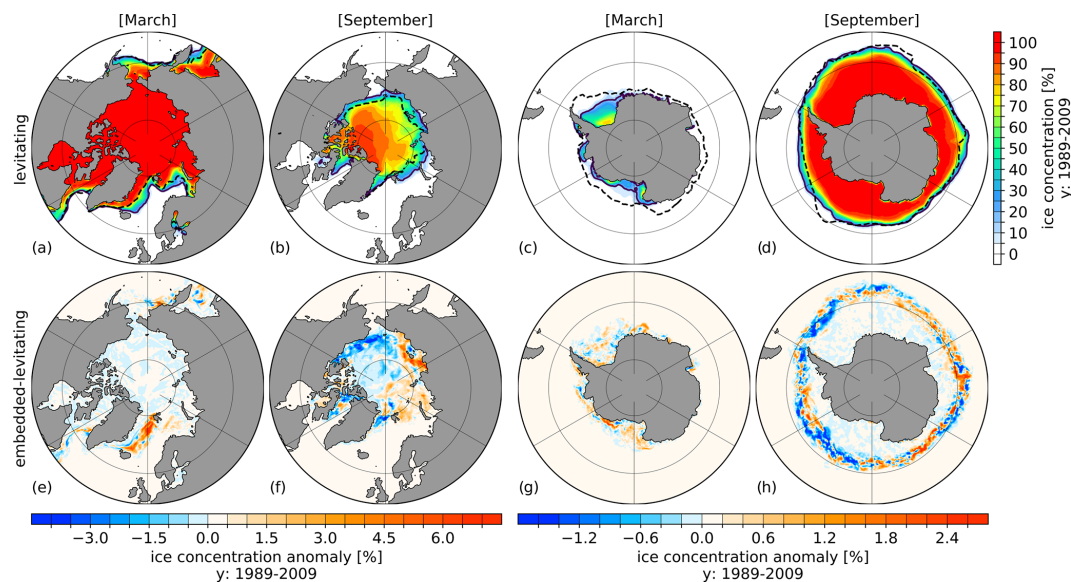 [March] [September] [March] [September]
levitating
(a) (b) (c) (d)
100
90
80
70
60
50
40
30
20
10
0
ice concentration [%]
y: 1989-2009
embedded-levitating
(e) (f) (g) (h)
−3.0 −1.5 0.0 1.5 3.0 4.5 6.0
ice concentration anomaly [%]
y: 1989-2009
−1.2 −0.6 0.0 0.6 1.2 1.8 2.4
ice concentration anomaly [%]
y: 1989-2009